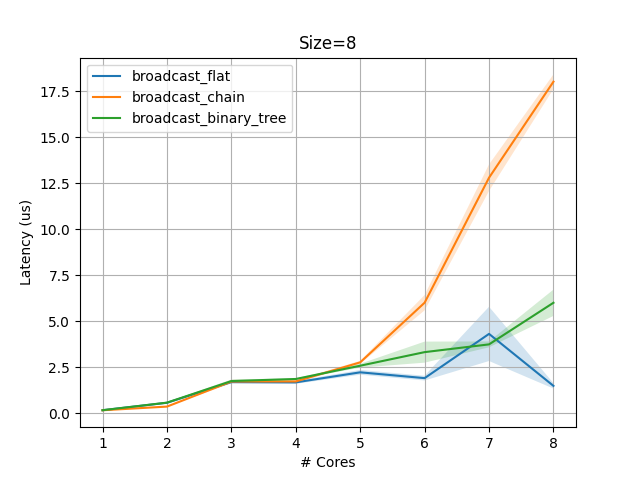 Size=8
broadcast_flat
broadcast_chain
broadcast_binary_tree
Latency (us)
17.5
15.0
12.5
10.0
7.5
5.0
2.5
0.0
1 2 3 4 5 6 7 8
# Cores